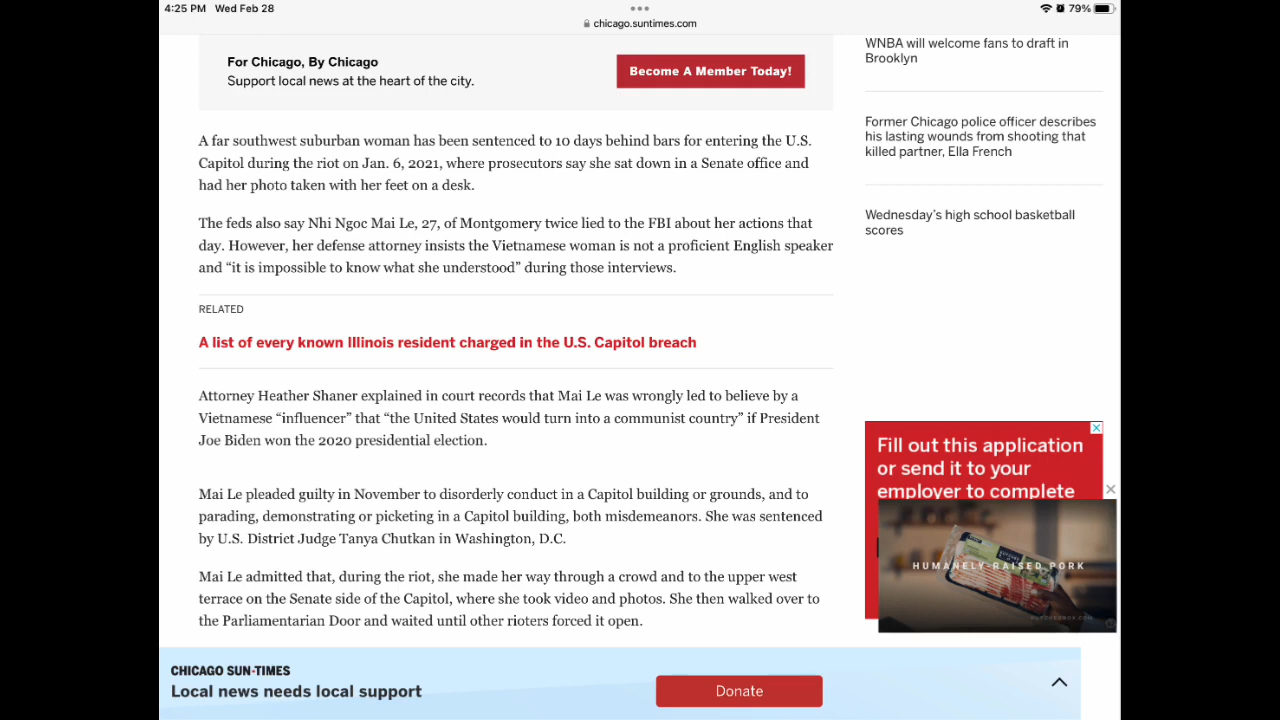 4:25 PM Wed Feb 28
79%
chicago.suntimes.com
For Chicago, By Chicago
Support local news at the heart of the city.
Become A Member Today!
A far southwest suburban woman has been sentenced to 10 days behind bars for entering the U.S.
Capitol during the riot on Jan. 6, 2021, where prosecutors say she sat down in a Senate office and
had her photo taken with her feet on a desk.
The feds also say Nhi Ngoc Mai Le, 27, of Montgomery twice lied to the FBI about her actions that
day. However, her defense attorney insists the Vietnamese woman is not a proficient English speaker
and “it is impossible to know what she understood” during those interviews.
RELATED
A list of every known Illinois resident charged in the U.S. Capitol breach
Attorney Heather Shaner explained in court records that Mai Le was wrongly led to believe by a
Vietnamese “influencer” that “the United States would turn into a communist country” if President
Joe Biden won the 2020 presidential election.
Mai Le pleaded guilty in November to disorderly conduct in a Capitol building or grounds, and to
parading, demonstrating or picketing in a Capitol building, both misdemeanors. She was sentenced
by U.S. District Judge Tanya Chutkan in Washington, D.C.
Mai Le admitted that, during the riot, she made her way through a crowd and to the upper west
terrace on the Senate side of the Capitol, where she took video and photos. She then walked over to
the Parliamentarian Door and waited until other rioters forced it open.
WNBA will welcome fans to draft in
Brooklyn
Former Chicago police officer describes
his lasting wounds from shooting that
killed partner, Ella French
Wednesday’s high school basketball
scores
Fill out this application
or send it to your
employer to complete
HUMANELY-RAISED PORK
CHICAGO SUN-TIMES
Local news needs local support
Donate